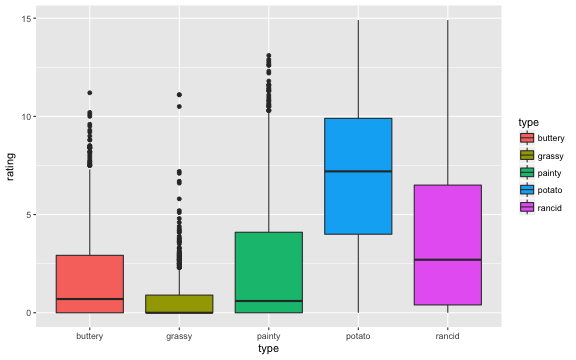 15
10
5
0
rating
buttery grassy painty potato rancid
type
type
buttery
grassy
painty
potato
rancid